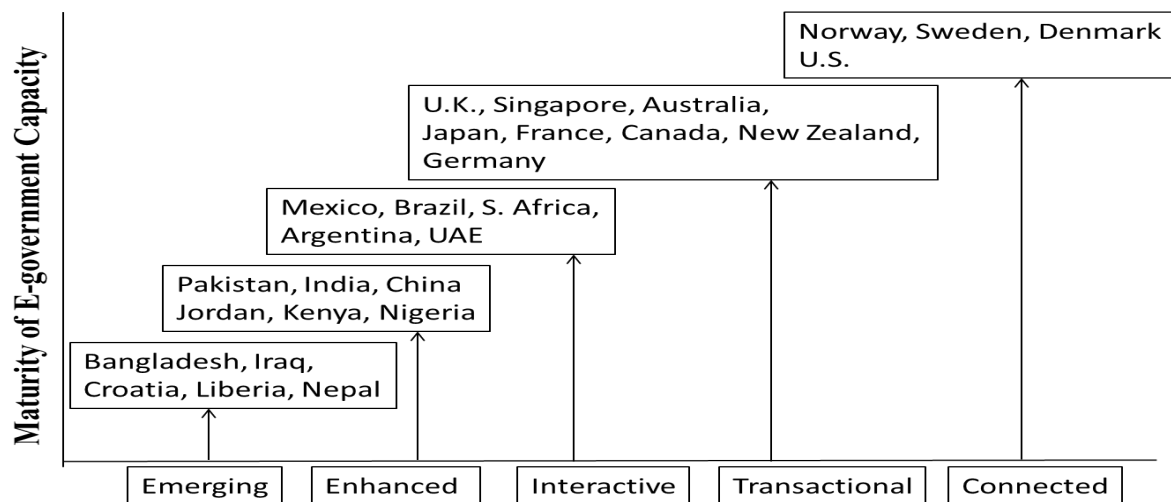 Maturity of E-government Capacity
Norway, Sweden, Denmark
U.S.
U.K., Singapore, Australia,
Japan, France, Canada, New Zealand,
Germany
Mexico, Brazil, S. Africa,
Argentina, UAE
Pakistan, India, China
Jordan, Kenya, Nigeria
Bangladesh, Iraq,
Croatia, Liberia, Nepal
Emerging
Enhanced
Interactive
Transactional
Connected